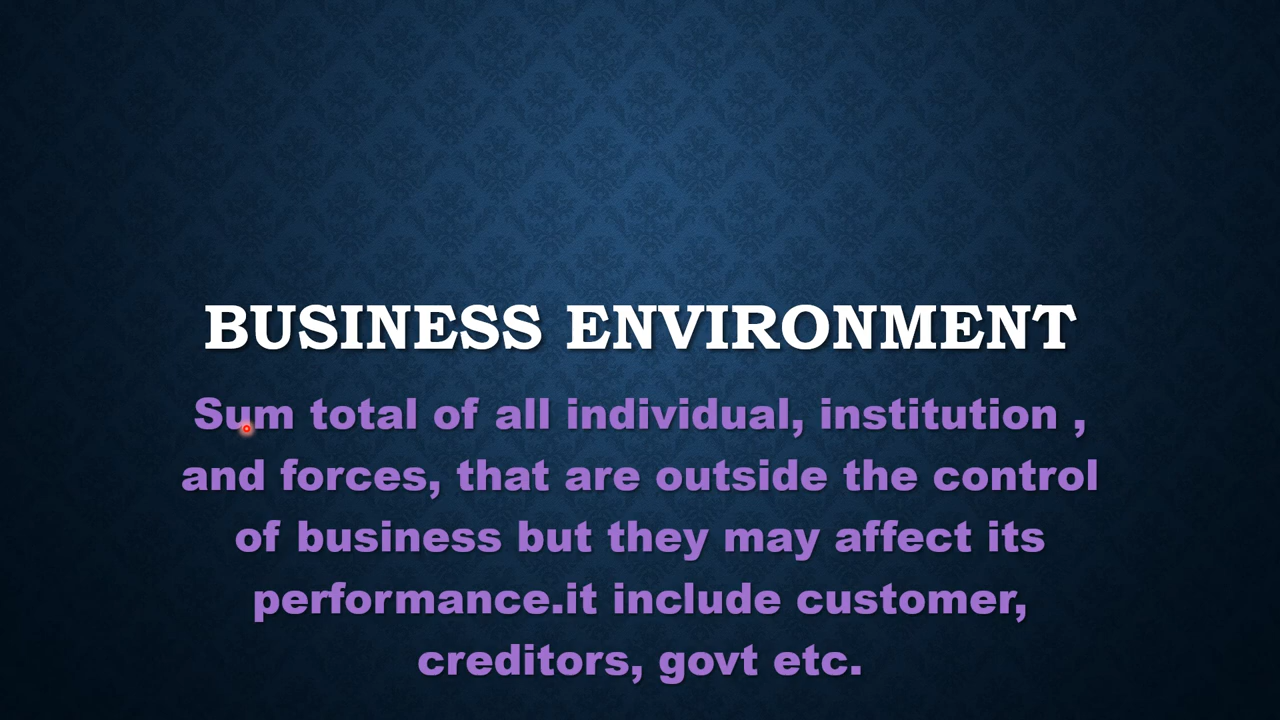 BUSINESS ENVIRONMENT
Sum total of all individual, institution ,
and forces, that are outside the control
of business but they may affect its
performance.it include customer,
creditors, govt etc.